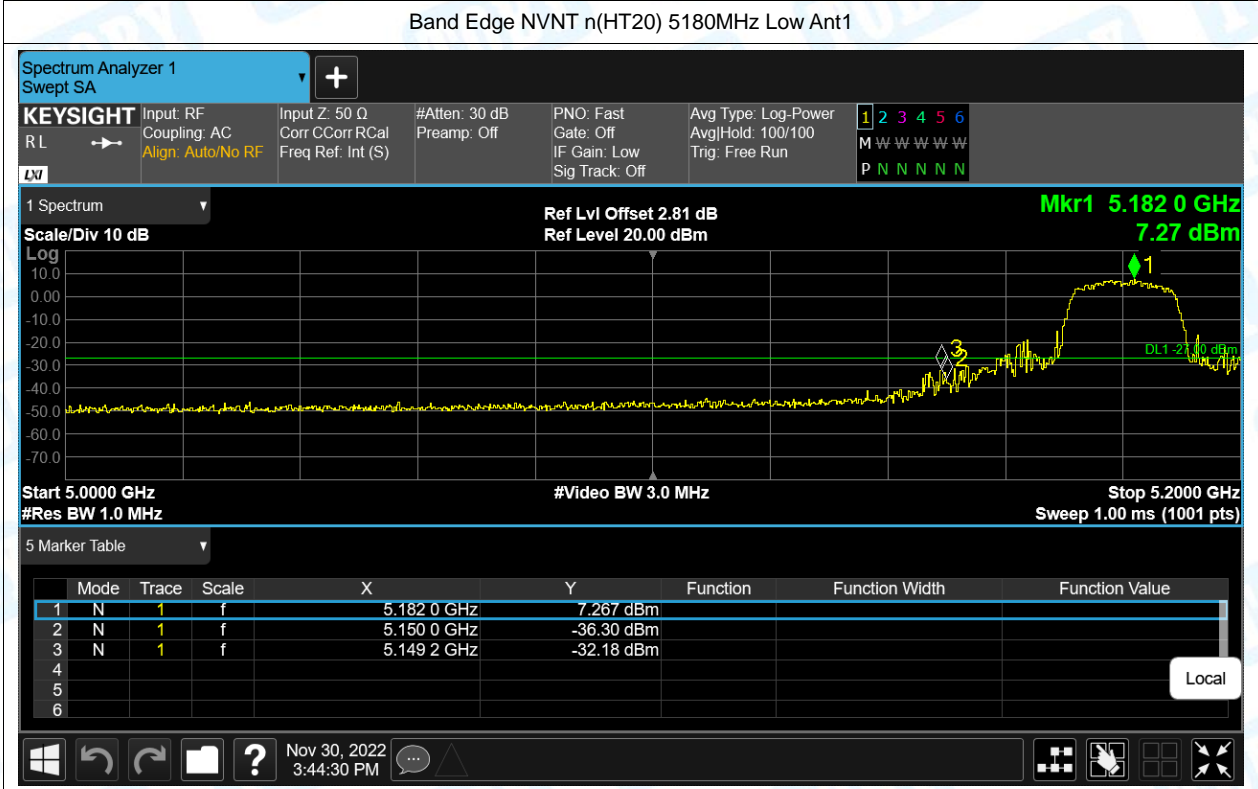 Band Edge NVNT n(HT20) 5180MHz Low Ant1
Spectrum Analyzer 1
Swept SA
KEYSIGHT
RL
LXI
Input: RF
Coupling: AC
Align: Auto/No RF
Input Z: 50 Ω
Corr CCorr RCal
Freq Ref: Int (S)
#Atten: 30 dB
Preamp: Off
PNO: Fast
Gate: Off
IF Gain: Low
Sig Track: Off
Avg Type: Log-Power
Avg|Hold: 100/100
Trig: Free Run
1 2 3 4 5 6
M W W W W W
P N N N N N
1 Spectrum
Scale/Div 10 dB
Ref Lvl Offset 2.81 dB
Ref Level 20.00 dBm
Mkr1 5.182 0 GHz
7.27 dBm
Log
10.0
0.00
-10.0
-20.0
-30.0
-40.0
-50.0
-60.0
-70.0
1
3
2
DL1 -27.00 dBm
Start 5.0000 GHz
#Res BW 1.0 MHz
#Video BW 3.0 MHz
Stop 5.2000 GHz
Sweep 1.00 ms (1001 pts)
5 Marker Table
Mode Trace Scale X Y Function Function Width Function Value
1 N 1 f 5.182 0 GHz 7.267 dBm
2 N 1 f 5.150 0 GHz -36.30 dBm
3 N 1 f 5.149 2 GHz -32.18 dBm
4
5
6
Local
?
Nov 30, 2022
3:44:30 PM